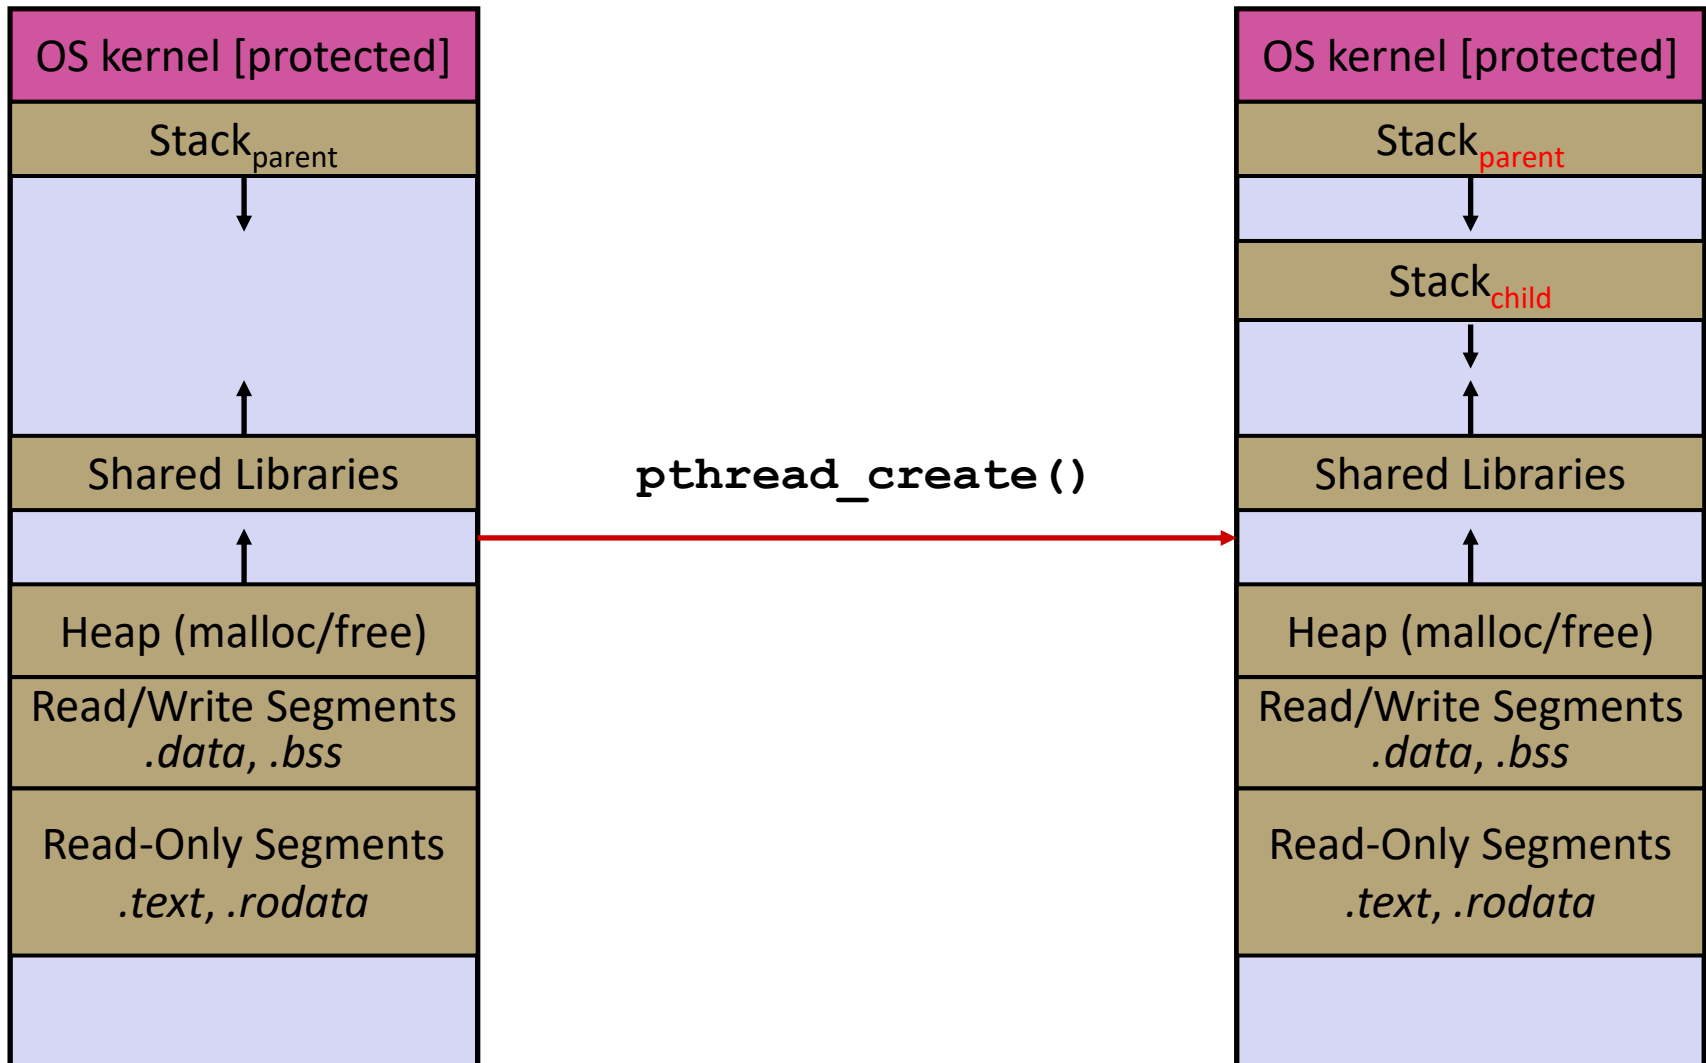 OS kernel [protected]
Stackparent
Shared Libraries
Heap (malloc/free)
Read/Write Segments
.data, .bss
Read-Only Segments
.text, .rodata
pthread_create()
OS kernel [protected]
Stackparent
Stackchild
Shared Libraries
Heap (malloc/free)
Read/Write Segments
.data, .bss
Read-Only Segments
.text, .rodata